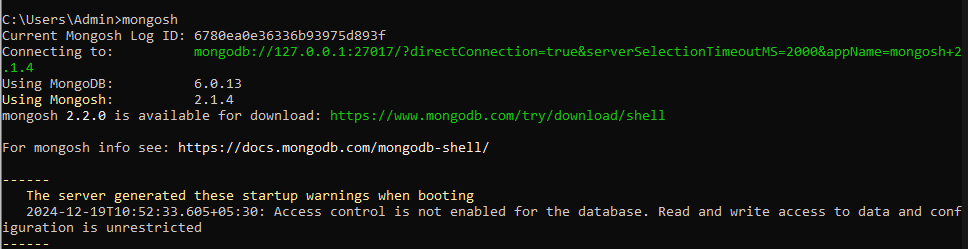 C:\Users\Admin>mongosh
Current Mongosh Log ID: 6780ea0e36336b93975d893f
Connecting to:          mongodb://127.0.0.1:27017/?directConnection=true&serverSelectionTimeoutMS=2000&appName=mongosh+2
.1.4
Using MongoDB:          6.0.13
Using Mongosh:          2.1.4
mongosh 2.2.0 is available for download: https://www.mongodb.com/try/download/shell
For mongosh info see: https://docs.mongodb.com/mongodb-shell/
------
   The server generated these startup warnings when booting
   2024-12-19T10:52:33.605+05:30: Access control is not enabled for the database. Read and write access to data and conf
iguration is unrestricted
------